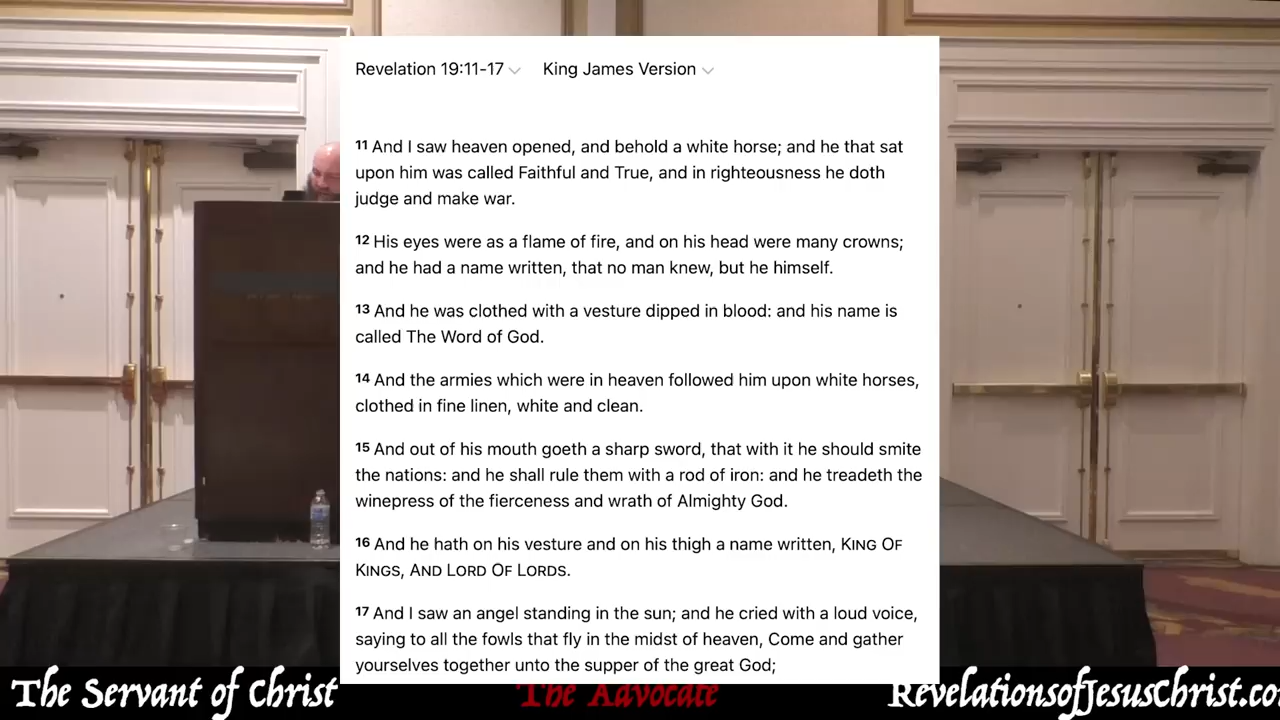 Revelation 19:11-17 King James Version
11 And I saw heaven opened, and behold a white horse; and he that sat
upon him was called Faithful and True, and in righteousness he doth
judge and make war.
12 His eyes were as a flame of fire, and on his head were many crowns;
and he had a name written, that no man knew, but he himself.
13 And he was clothed with a vesture dipped in blood: and his name is
called The Word of God.
14 And the armies which were in heaven followed him upon white horses,
clothed in fine linen, white and clean.
15 And out of his mouth goeth a sharp sword, that with it he should smite
the nations: and he shall rule them with a rod of iron: and he treadeth the
winepress of the fierceness and wrath of Almighty God.
16 And he hath on his vesture and on his thigh a name written, KING OF
KINGS, AND LORD OF LORDS.
17 And I saw an angel standing in the sun; and he cried with a loud voice,
saying to all the fowls that fly in the midst of heaven, Come and gather
yourselves together unto the supper of the great God;
The Servant of Christ The Advocate RevelationsofJesusChrist.co